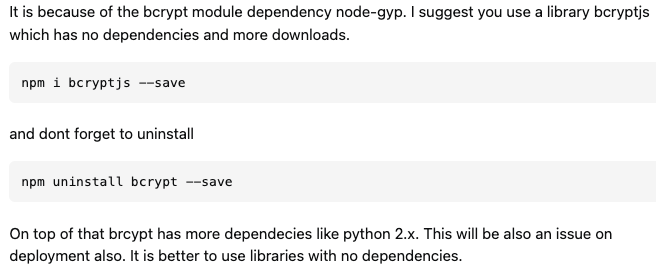 It is because of the bcrypt module dependency node-gyp. I suggest you use a library bcryptjs
which has no dependencies and more downloads.
npm i bcryptjs --save
and dont forget to uninstall
npm uninstall bcrypt --save
On top of that brcypt has more dependecies like python 2.x. This will be also an issue on
deployment also. It is better to use libraries with no dependencies.